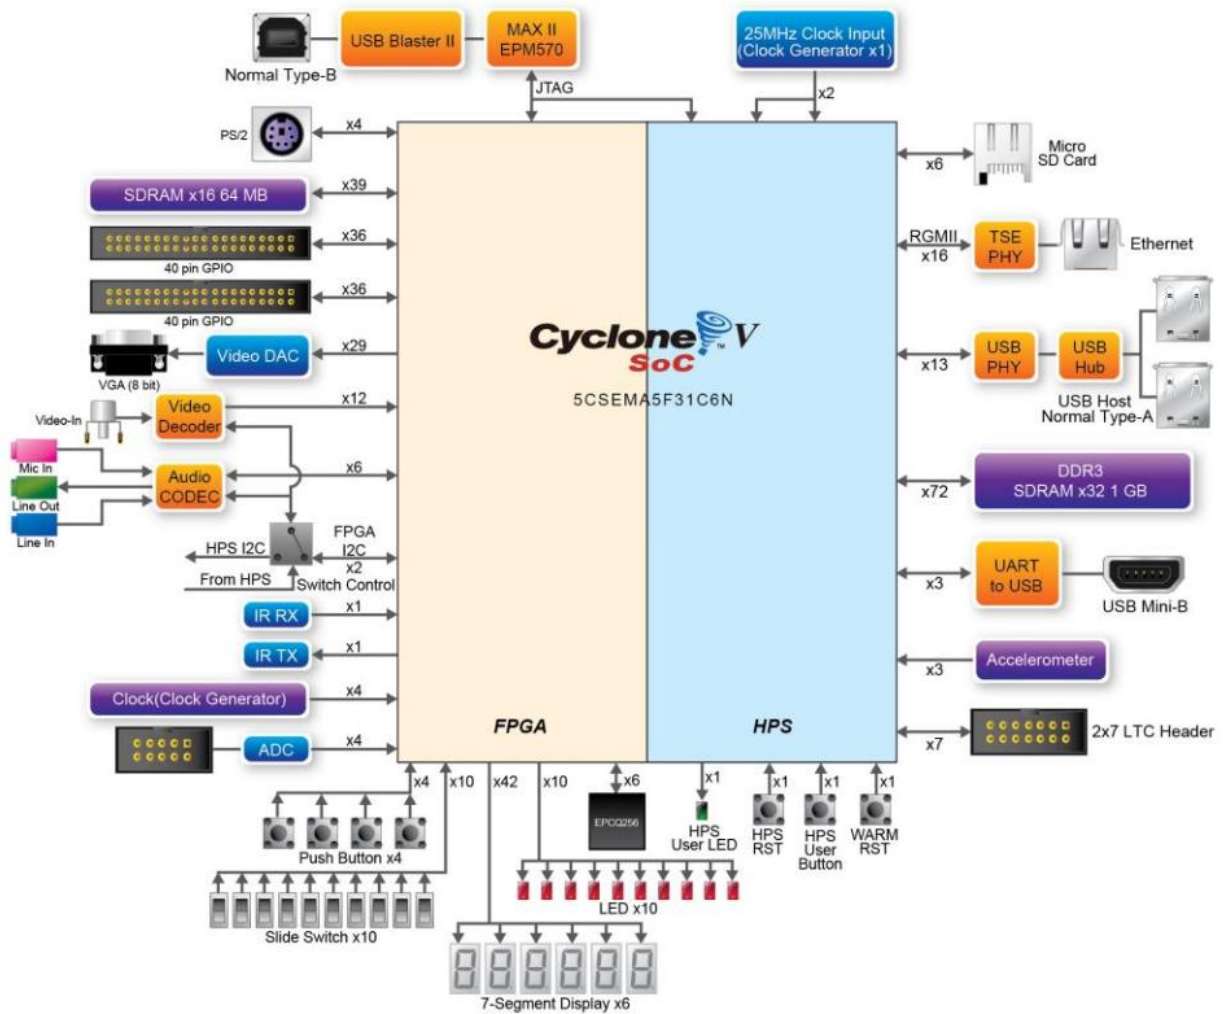 Normal Type-B
USB Blaster II
MAX II
EPM570
25MHz Clock Input
(Clock Generator x1)
JTAG
x2
PS/2
x4
SDRAM x16 64 MB
x39
40 pin GPIO
x36
40 pin GPIO
x36
VGA (8 bit)
Video DAC
x29
Video-In
Video
Decoder
x12
Mic In
Line Out
Line In
Audio
CODEC
x6
HPS I2C
From HPS
FPGA
I2C
x2
Switch Control
IR RX
x1
IR TX
x1
Clock(Clock Generator)
x4
ADC
x4
Cyclone V
TM
SoC
5CSEMA5F31C6N
FPGA
HPS
x6
Micro
SD Card
RGMII
x16
TSE
PHY
Ethernet
x13
USB
PHY
USB
Hub
USB Host
Normal Type-A
x72
DDR3
SDRAM x32 1 GB
x3
UART
to USB
USB Mini-B
x3
Accelerometer
x7
2x7 LTC Header
x4
x10
x42
x10
x6
x1
x1
x1
x1
Push Button x4
Slide Switch x10
7-Segment Display x6
LED x10
EPCQ256
HPS
User LED
HPS
RST
HPS
User
Button
WARM
RST